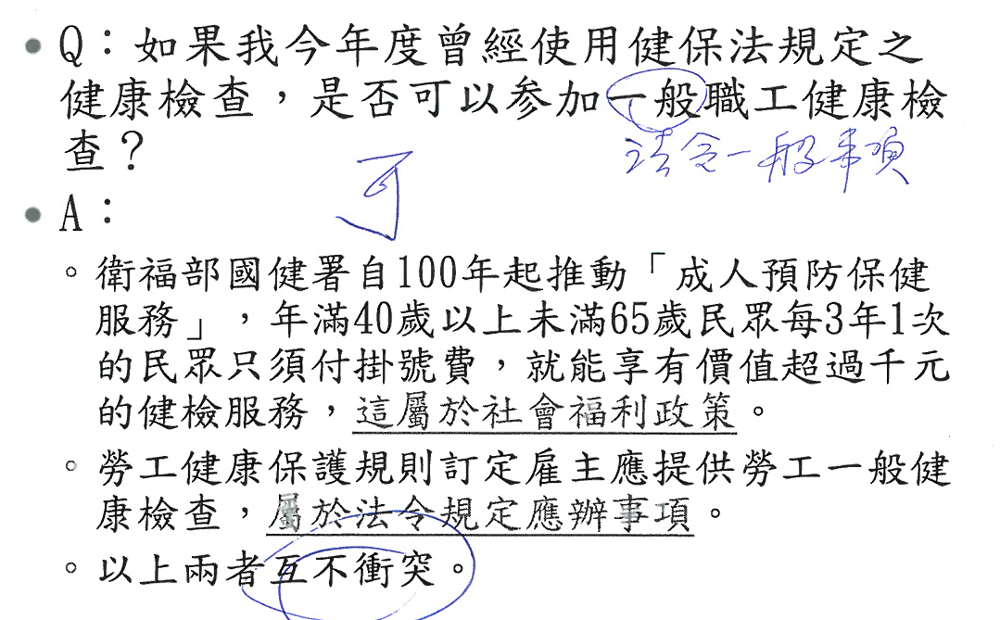 • Q：如果我今年度曾經使用健保法規定之
健康檢查，是否可以參加一般職工健康檢
查？
法令一般事項
可
• A：
◦ 衛福部國健署自100年起推動「成人預防保健
服務」，年滿40歲以上未滿65歲民眾每3年1次
的民眾只須付掛號費，就能享有價值超過千元
的健檢服務，這屬於社會福利政策。
◦ 勞工健康保護規則訂定雇主應提供勞工一般健
康檢查，屬於法令規定應辦事項。
◦ 以上兩者互不衝突。